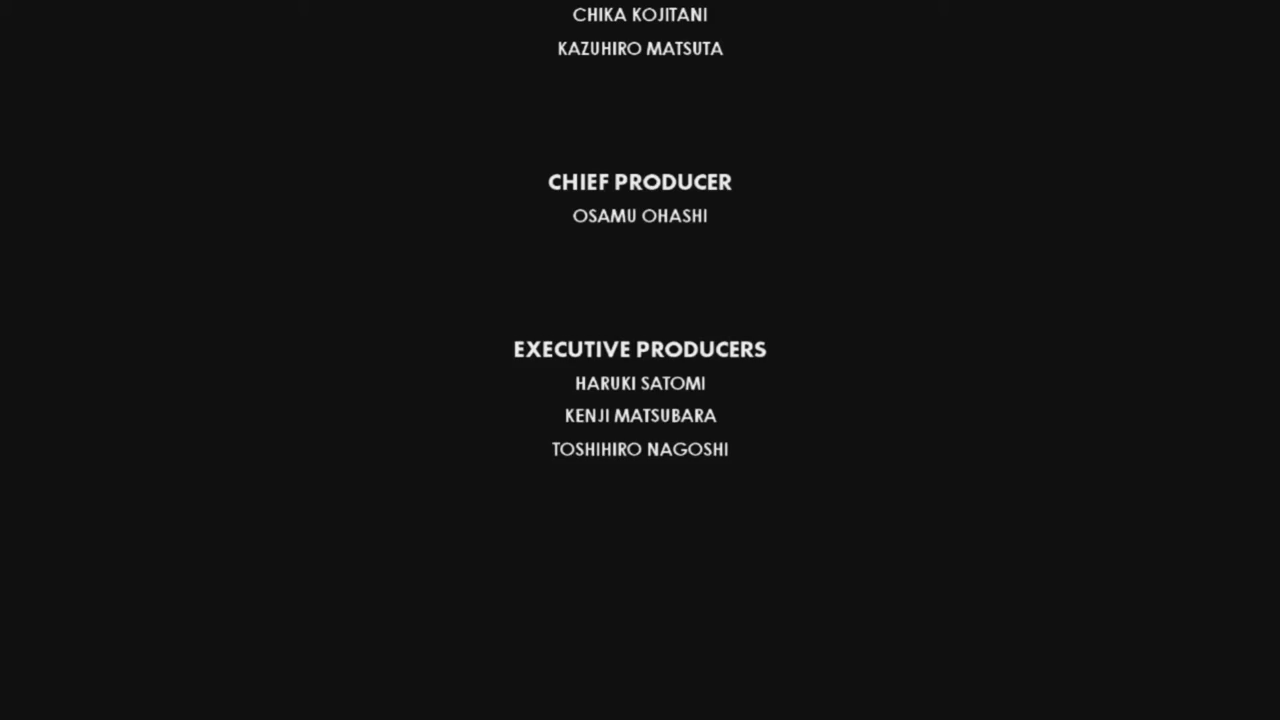 CHIKA KOJITANI
KAZUHIRO MATSUTA
CHIEF PRODUCER
OSAMU OHASHI
EXECUTIVE PRODUCERS
HARUKI SATOMI
KENJI MATSUBARA
TOSHIHIRO NAGOSHI